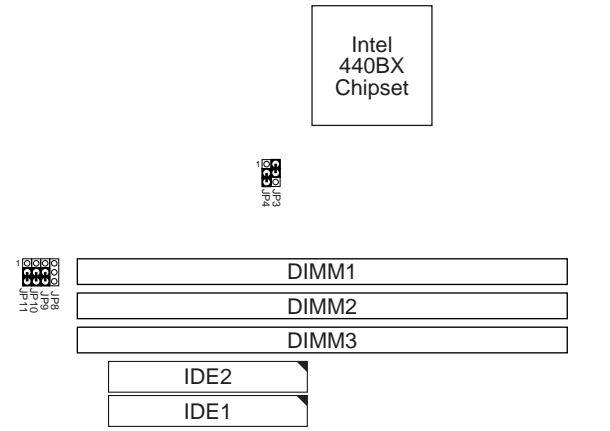 Intel
440BX
Chipset
1
JP4
JP3
1
JP11
JP10
JP9
JP8
DIMM1
DIMM2
DIMM3
IDE2
IDE1